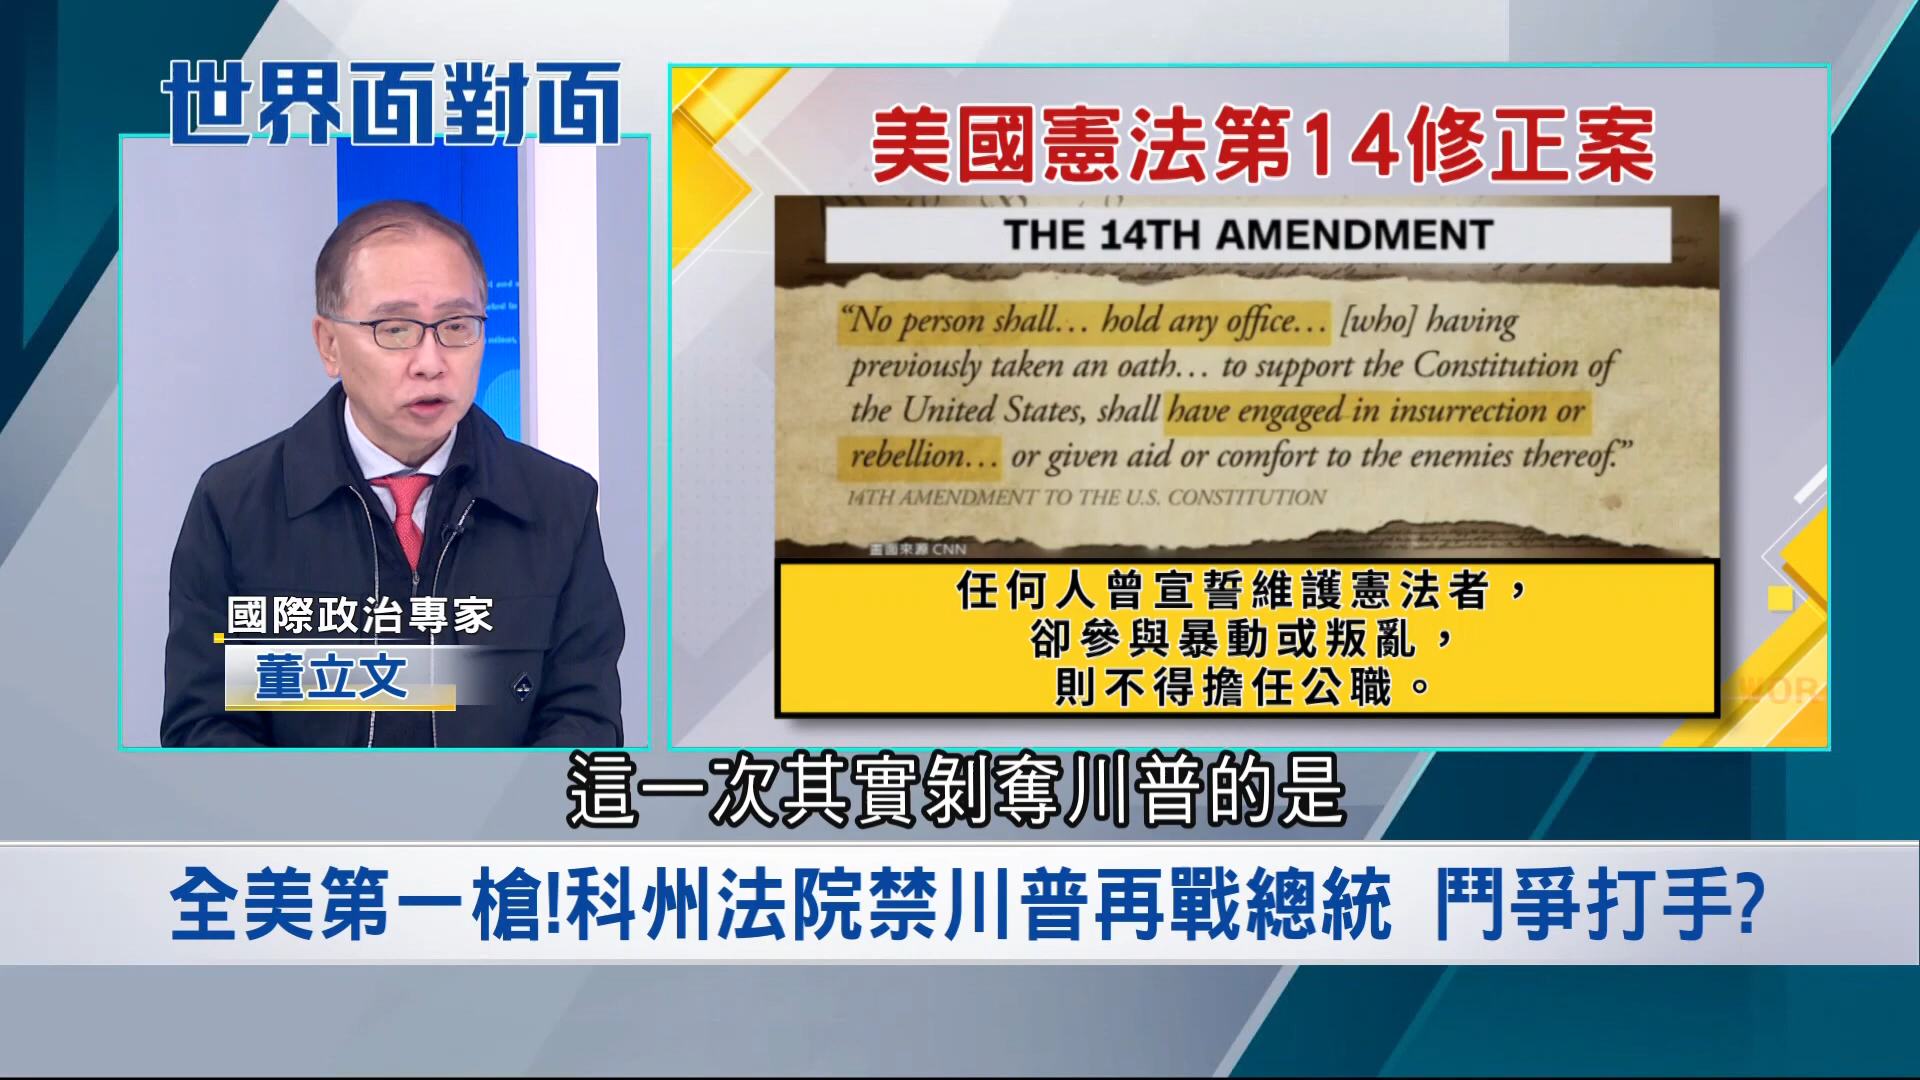 世界面對面
美國憲法第14修正案
THE 14TH AMENDMENT
“No person shall… hold any office… [who] having
previously taken an oath… to support the Constitution of
the United States, shall have engaged in insurrection or
rebellion… or given aid or comfort to the enemies thereof.”
14TH AMENDMENT TO THE U.S. CONSTITUTION
畫面來源 CNN
任何人曾宣誓維護憲法者，
卻參與暴動或叛亂，
則不得擔任公職。
國際政治專家
董立文
這一次其實剝奪川普的是
全美第一槍!科州法院禁川普再戰總統 鬥爭打手?